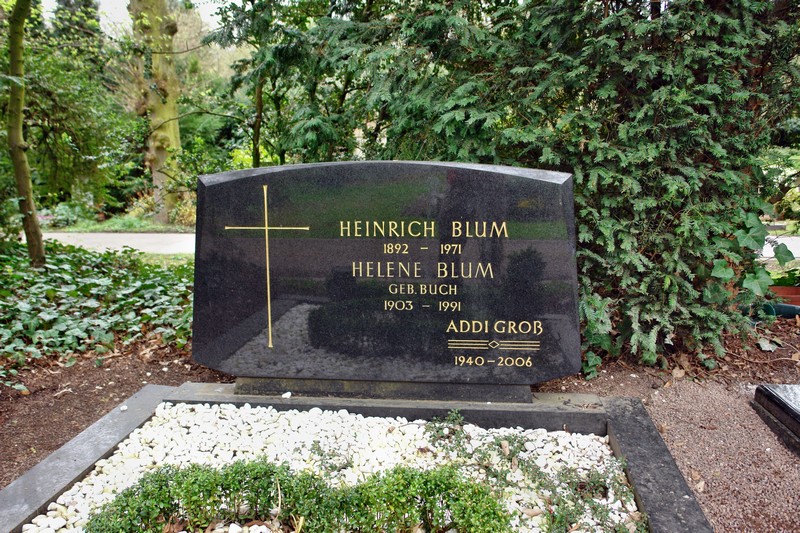 HEINRICH BLUM
1892 – 1971
HELENE BLUM
GEB. BUCH
1903 – 1991
ADDI GROß
1940 – 2006